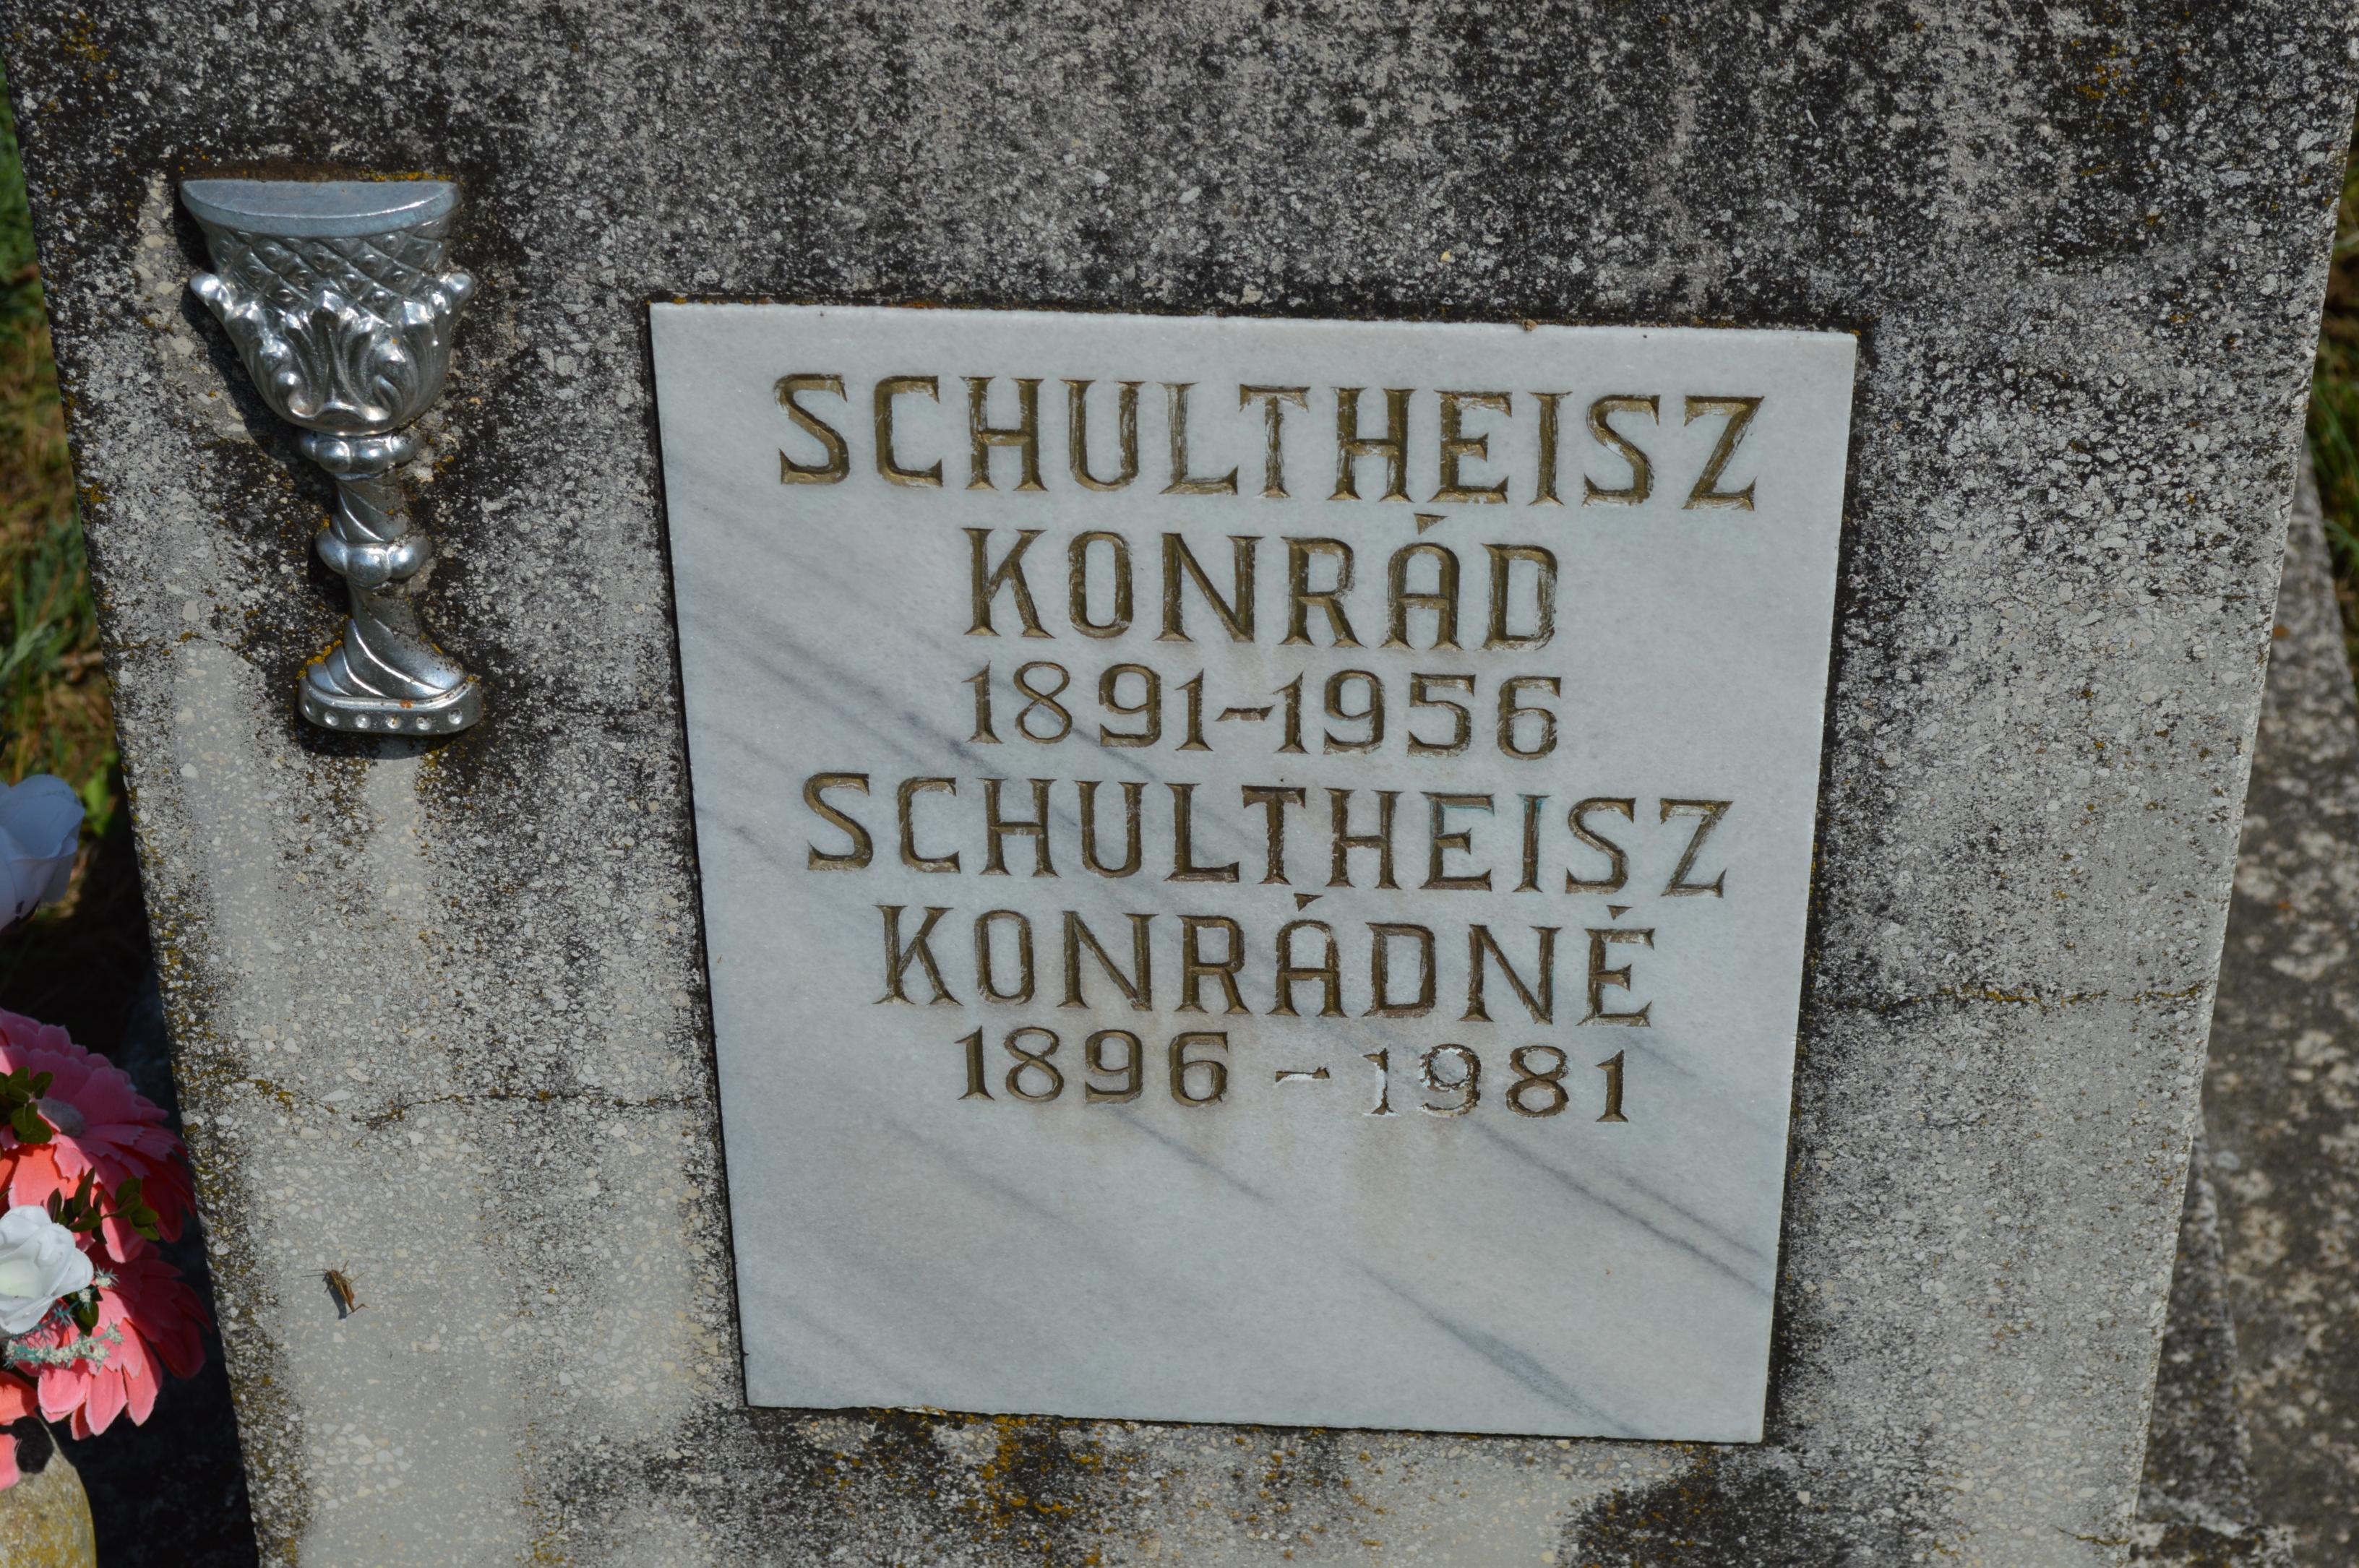 SCHULTHEISZ
KONRÁD
1891-1956
SCHULTHEISZ
KONRÁDNÉ
1896-1981